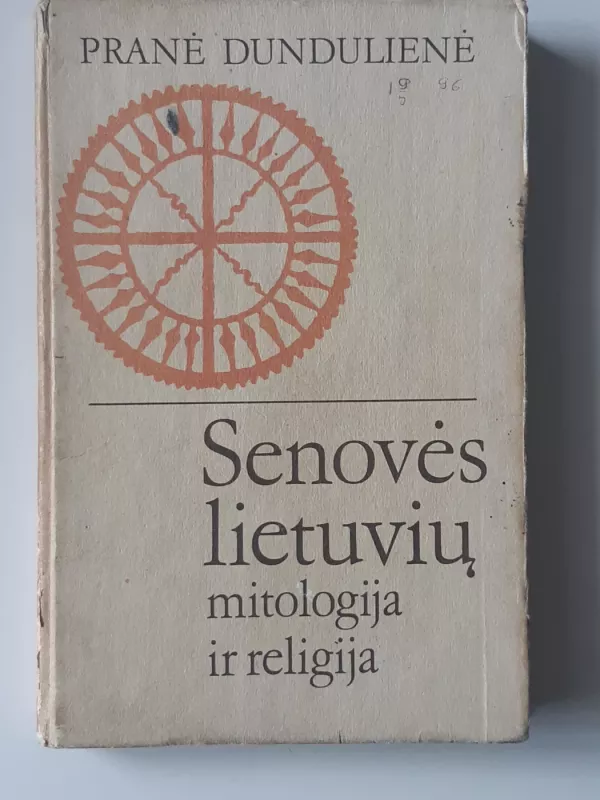 PRANĖ DUNDULIENĖ
Senovės
lietuvių
mitologija
ir religija